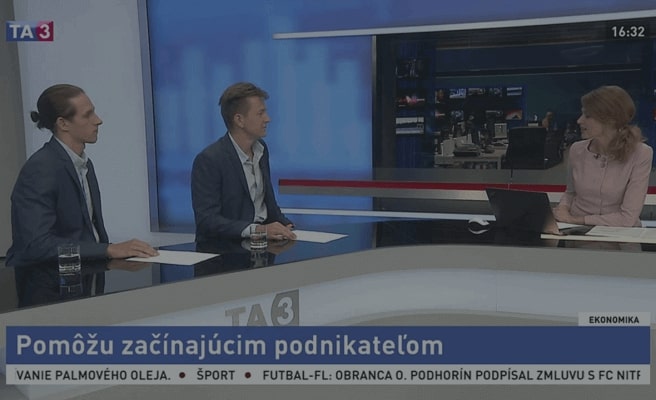 TA3
16:32
TA3
EKONOMIKA
Pomôžu začínajúcim podnikateľom
VANIE PALMOVÉHO OLEJA. • ŠPORT • FUTBAL-FL: OBRANCA O. PODHORÍN PODPÍSAL ZMLUVU S FC NITR